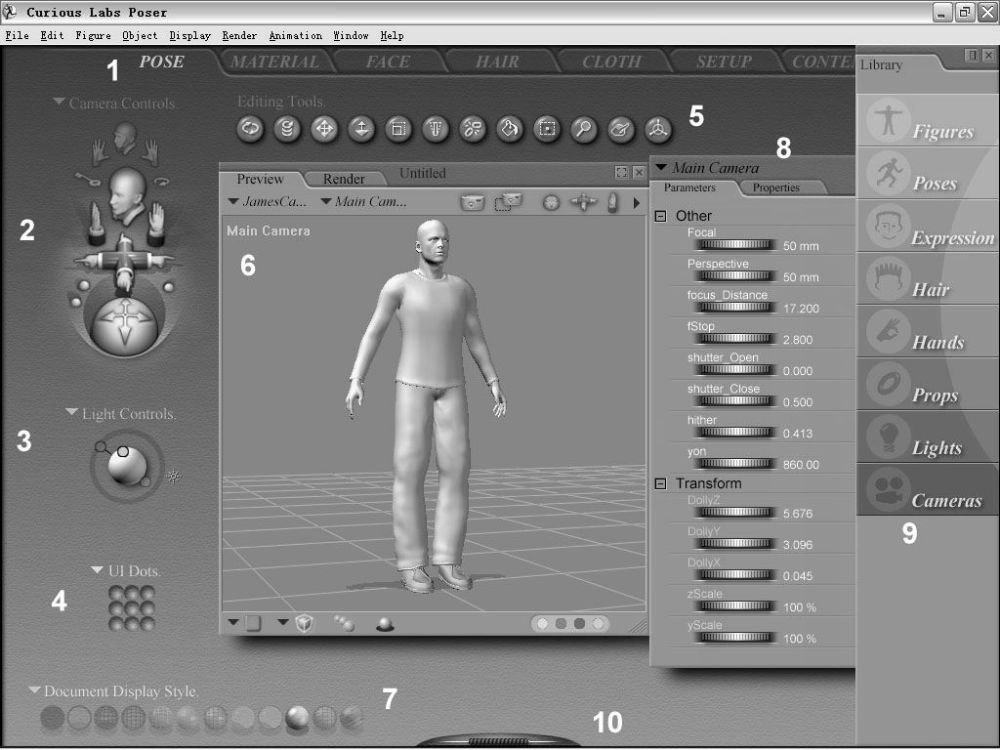 Curious Labs Poser
File Edit Figure Object Display Render Animation Window Help
1 POSE MATERIAL FACE HAIR CLOTH SETUP CONTE
Library
Camera Controls.
Editing Tools.
5
2
Preview Render Untitled
JamesCa... Main Cam...
Main Camera
6
8
Main Camera
Parameters Properties
Other
Focal
50 mm
Perspective
50 mm
focus_Distance
17.200
fStop
2.800
shutter_Open
0.000
shutter_Close
0.500
hither
0.413
yon
860.00
Transform
DollyZ
5.676
DollyY
3.096
DollyX
0.045
zScale
100 %
yScale
100 %
Figures
Poses
Expression
Hair
Hands
Props
Lights
Cameras
9
Light Controls.
3
UI Dots.
4
Document Display Style.
7
10